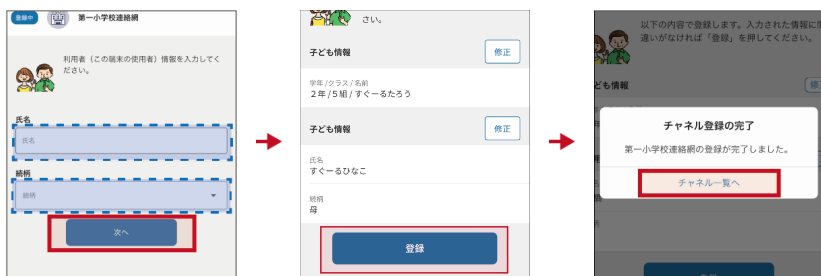 登録中
第一小学校連絡網
利用者（この端末の使用者）情報を入力してく
ださい。
氏名
氏名
続柄
続柄
次へ
さい。
子ども情報
修正
学年/クラス/名前
2年/5組/すぐーるたろう
子ども情報
修正
氏名
すぐーるひなこ
続柄
母
登録
以下の内容で登録します。入力された情報に
違いがなければ「登録」を押してください。
ども情報
チャネル登録の完了
第一小学校連絡網の登録が完了しました。
チャネル一覧へ